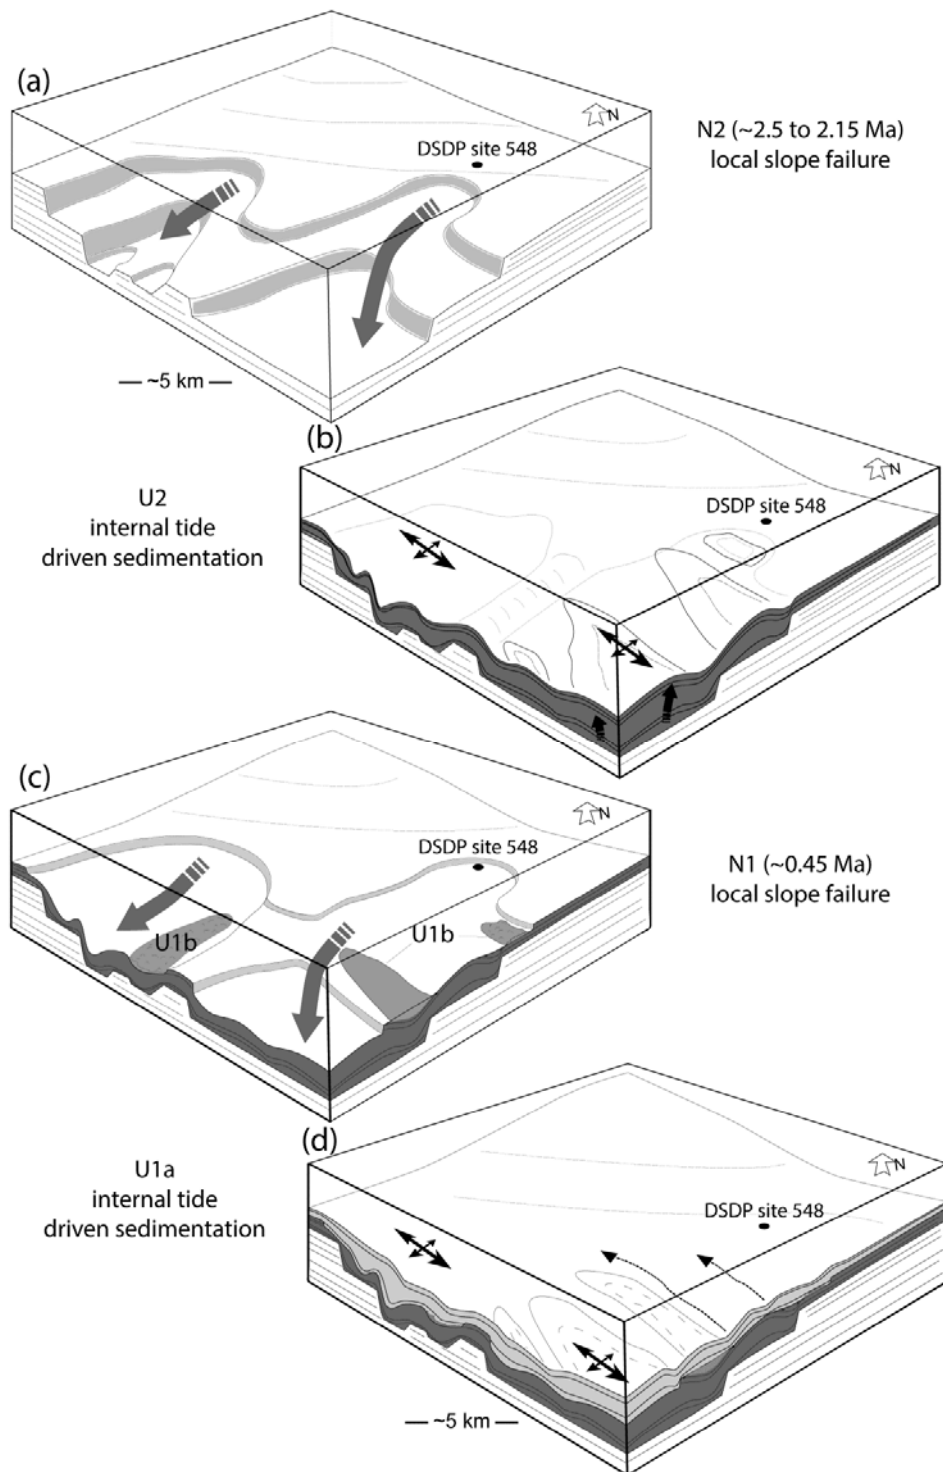 (a)
N
DSDP site 548
N2 (~2.5 to 2.15 Ma)
local slope failure
~5 km
(b)
N
DSDP site 548
U2
internal tide
driven sedimentation
(c)
N
DSDP site 548
N1 (~0.45 Ma)
local slope failure
U1b
U1b
(d)
N
DSDP site 548
U1a
internal tide
driven sedimentation
~5 km